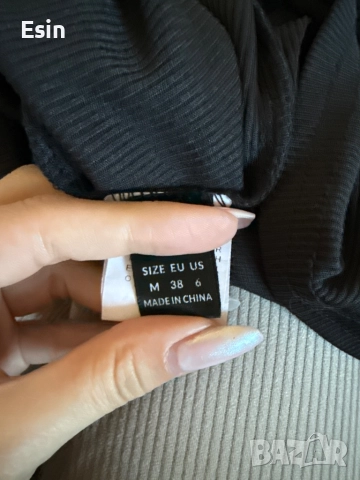 Esin
SIZE EU US
M 38 6
MADE IN CHINA
BAZAR